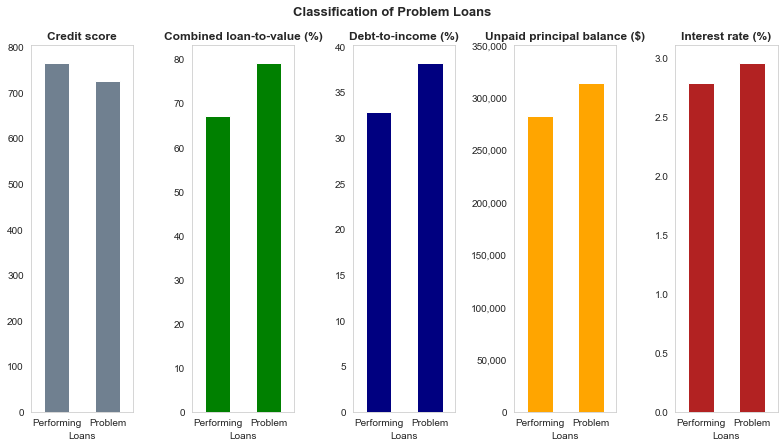 Classification of Problem Loans
Credit score
800
700
600
500
400
300
200
100
0
Performing Problem
Loans
Combined loan-to-value (%)
80
70
60
50
40
30
20
10
0
Performing Problem
Loans
Debt-to-income (%)
40
35
30
25
20
15
10
5
0
Performing Problem
Loans
Unpaid principal balance ($)
350,000
300,000
250,000
200,000
150,000
100,000
50,000
0
Performing Problem
Loans
Interest rate (%)
3.0
2.5
2.0
1.5
1.0
0.5
0.0
Performing Problem
Loans